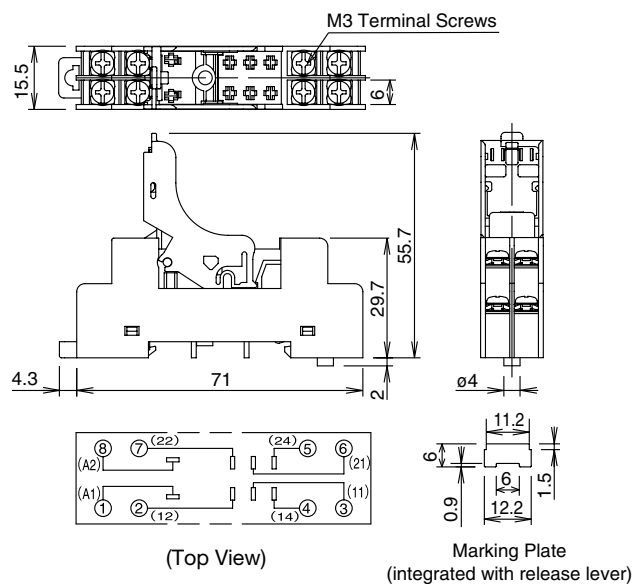 M3 Terminal Screws
15.5
6
55.7
29.7
4.3
71
2
ø4
11.2
6
1.5
0.9
6
12.2
8 7 (22) (24) 5 6
(A2) (21)
(A1) (11)
1 2 (12) (14) 4 3
(Top View)
Marking Plate
(integrated with release lever)